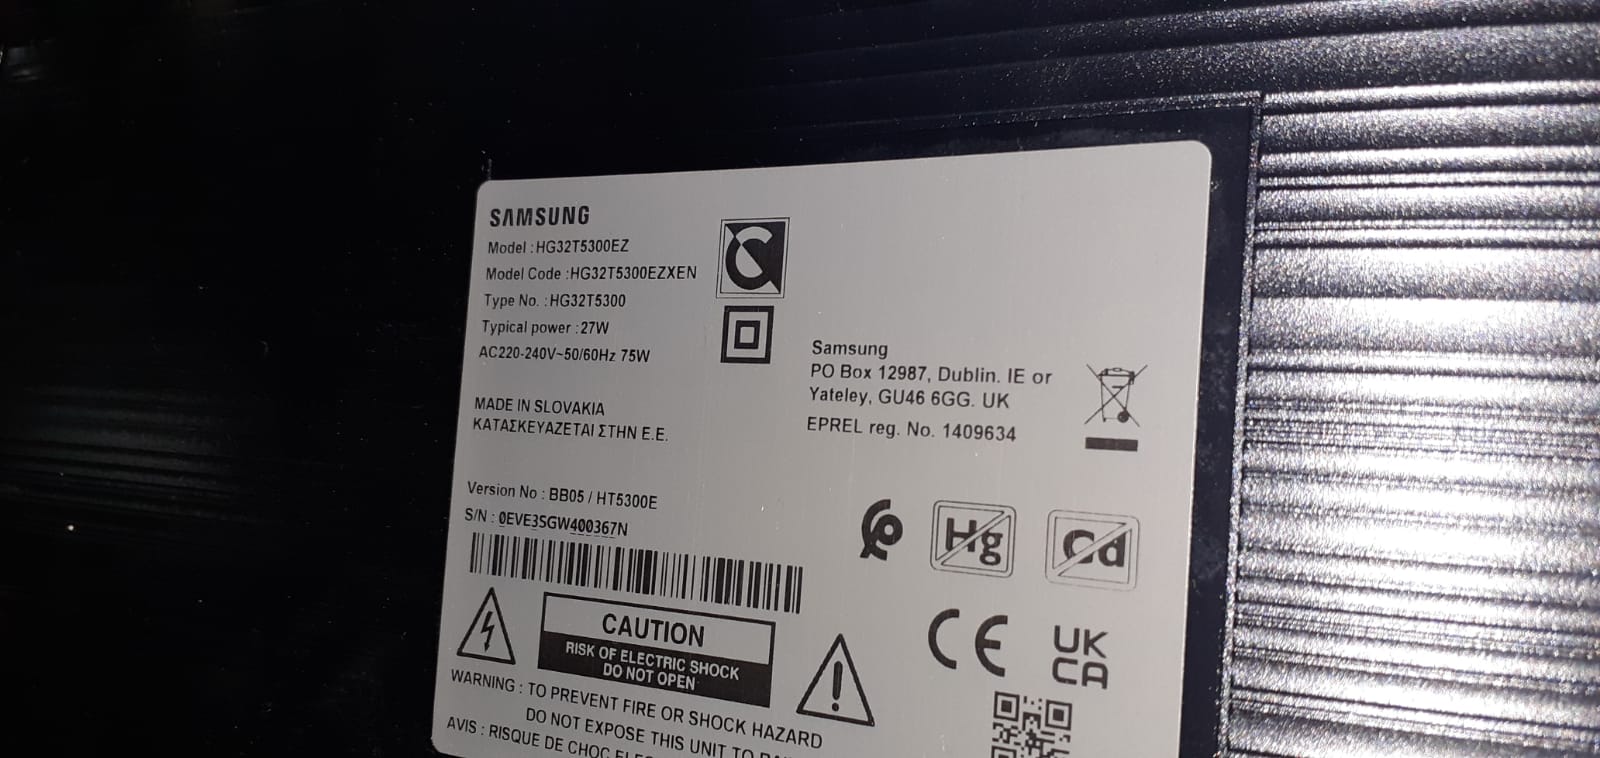 SAMSUNG
Model : HG32T5300EZ
Model Code : HG32T5300EZXEN
Type No. : HG32T5300
Typical power : 27W
AC220-240V~50/60Hz 75W
MADE IN SLOVAKIA
ΚΑΤΑΣΚΕΥΑΖΕΤΑΙ ΣΤΗΝ Ε.Ε.
Version No : BB05 / HT5300E
S/N : 0EVE3SGW400367N
CAUTION
RISK OF ELECTRIC SHOCK
DO NOT OPEN
WARNING : TO PREVENT FIRE OR SHOCK HAZARD
DO NOT EXPOSE THIS UNIT TO
AVIS : RISQUE DE CHOC
Samsung
PO Box 12987, Dublin. IE or
Yateley, GU46 6GG. UK
EPREL reg. No. 1409634
Hg
Cd
CE
UK
CA